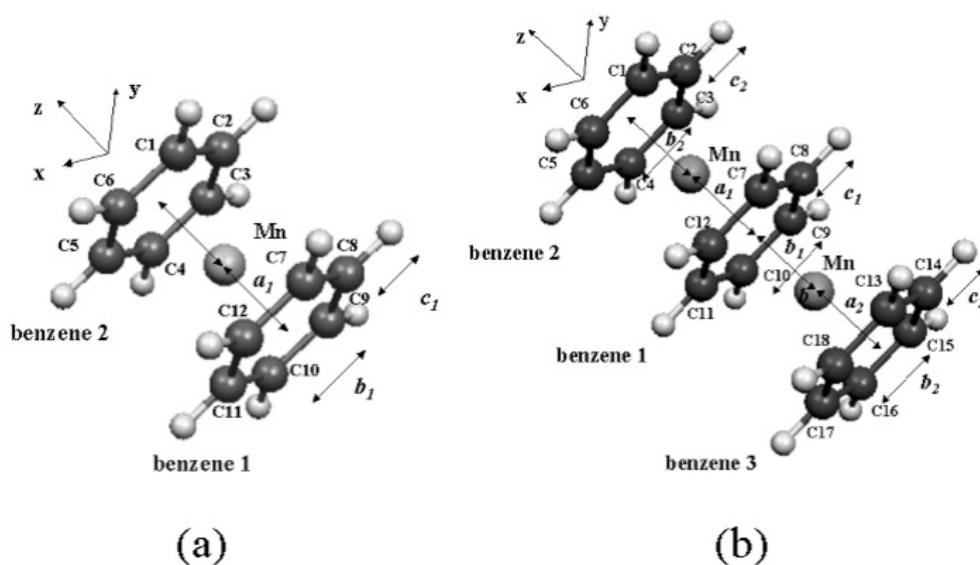 z
y
x
C1
C2
C6
C3
C5
C4
Mn
a1
C7
C8
C12
C9
c1
C10
C11
b1
benzene 2
benzene 1
(a)
z
y
x
C2
C1
c2
C6
C3
b2
C5
C4
Mn
C8
C7
a1
c1
C12
C9
b1
benzene 2
C10
Mn
C14
C13
C11
b
a2
benzene 1
C15
C18
b2
C16
C17
benzene 3
(b)